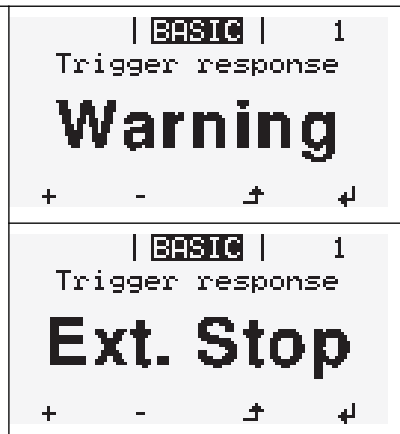 | BASIC | 1
Trigger response
Warning
+ - ⬏ ↵
| BASIC | 1
Trigger response
Ext. Stop
+ - ⬏ ↵